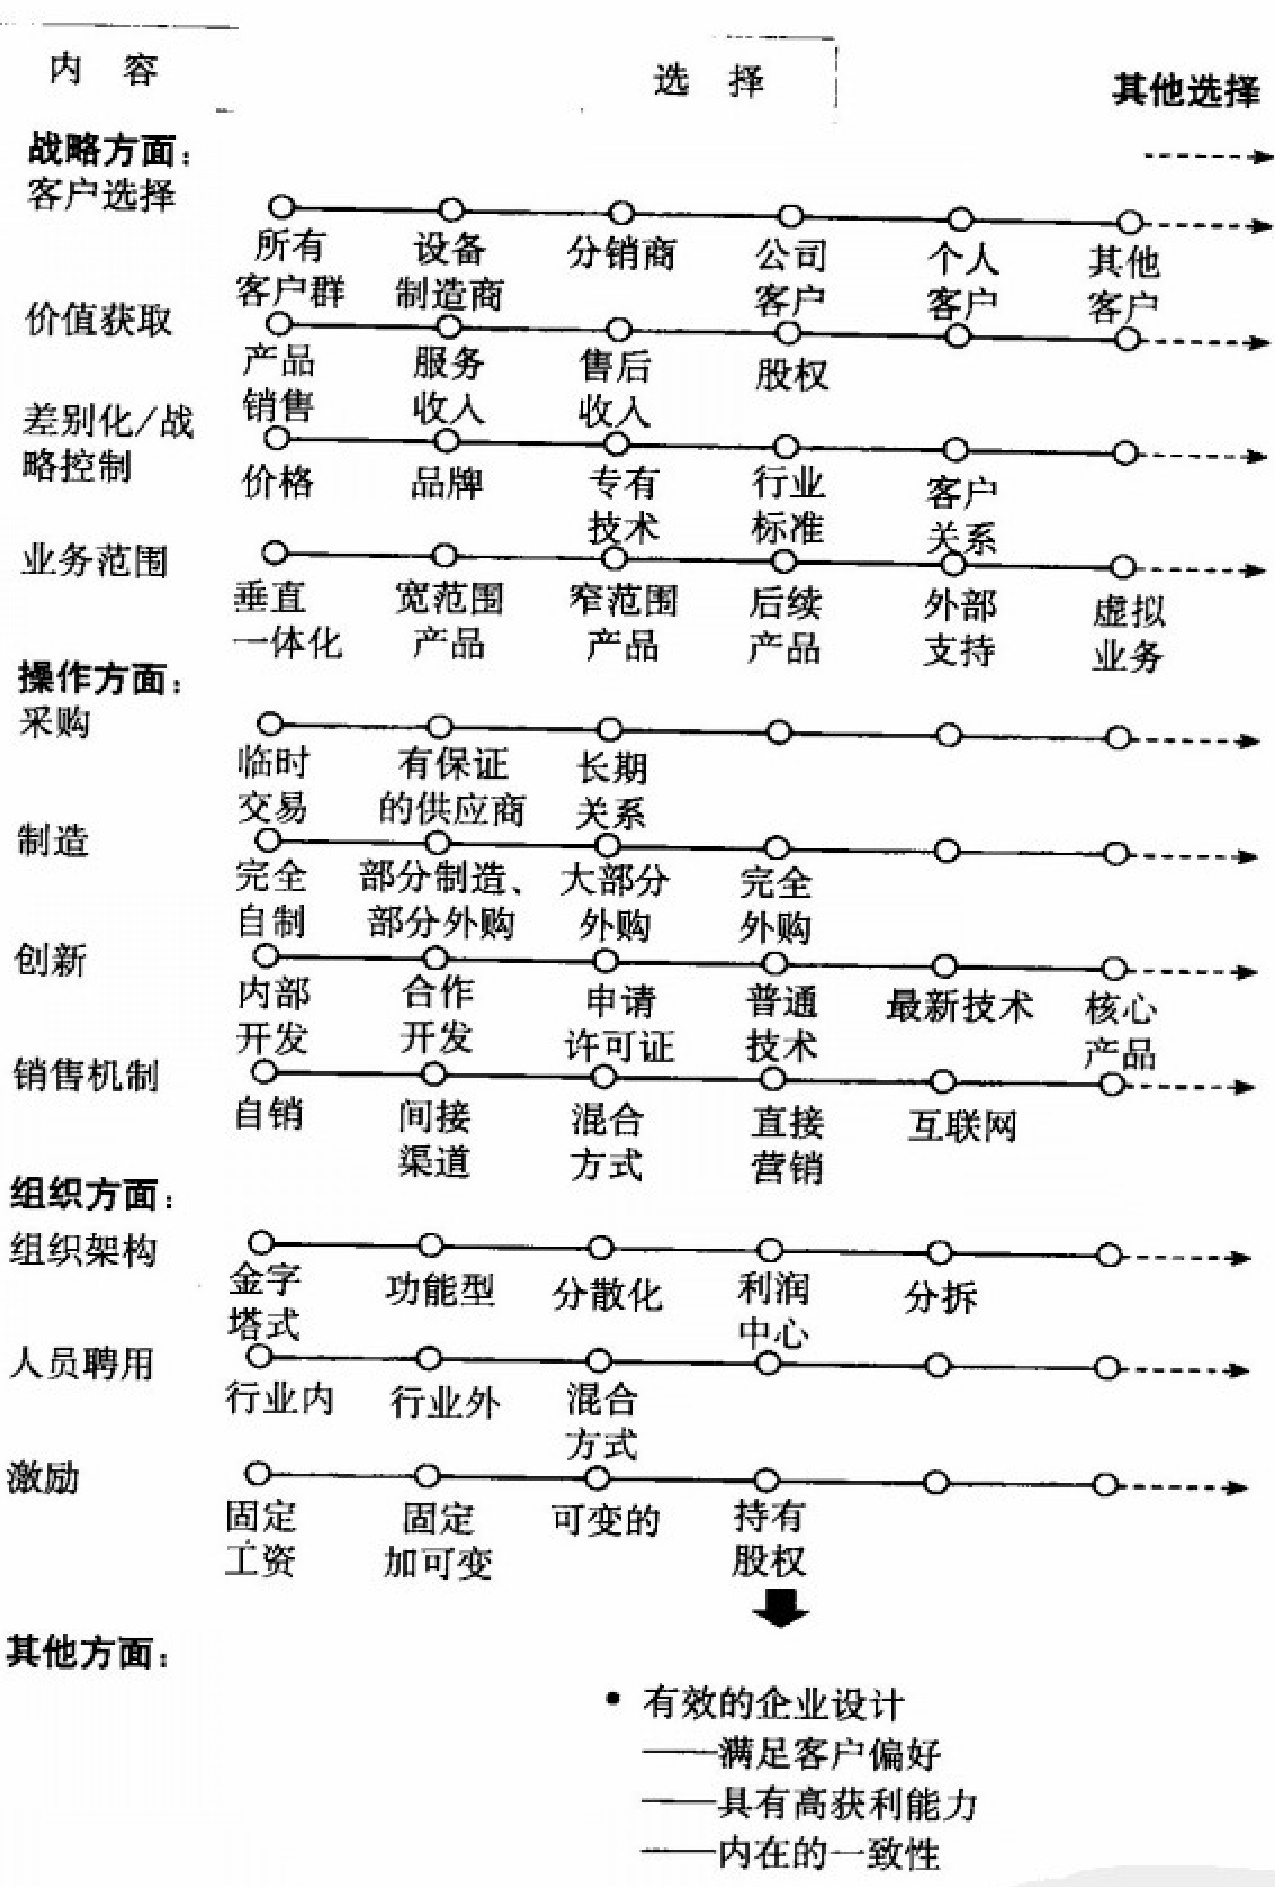 内 容
选 择
其他选择
战略方面：
客户选择
所有 设备 分销商 公司 个人 其他
客户群 制造商 客户 客户 客户
价值获取
产品 服务 售后 股权
销售 收入 收入
差别化/战
略控制
价格 品牌 专有 行业 客户
技术 标准 关系
业务范围
垂直 宽范围 窄范围 后续 外部 虚拟
一体化 产品 产品 产品 支持 业务
操作方面：
采购
临时 有保证 长期
交易 的供应商 关系
制造
完全 部分制造、 大部分 完全
自制 部分外购 外购 外购
创新
内部 合作 申请 普通 最新技术 核心
开发 开发 许可证 技术 产品
销售机制
自销 间接 混合 直接 互联网
渠道 方式 营销
组织方面：
组织架构
金字 功能型 分散化 利润 分拆
塔式 中心
人员聘用
行业内 行业外 混合
方式
激励
固定 固定 可变的 持有
工资 加可变 股权
其他方面：
• 有效的企业设计
——满足客户偏好
——具有高获利能力
——内在的一致性